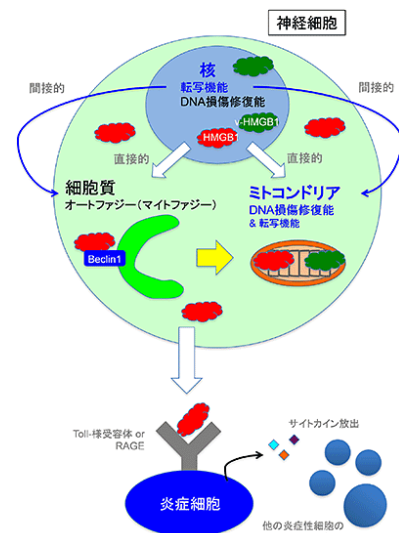 神経細胞
核
転写機能
DNA損傷修復能
間接的
間接的
v-HMGB1
HMGB1
直接的
直接的
細胞質
オートファジー(マイトファジー)
ミトコンドリア
DNA損傷修復能
& 転写機能
Beclin1
Toll-様受容体 or
RAGE
サイトカイン放出
炎症細胞
他の炎症性細胞の